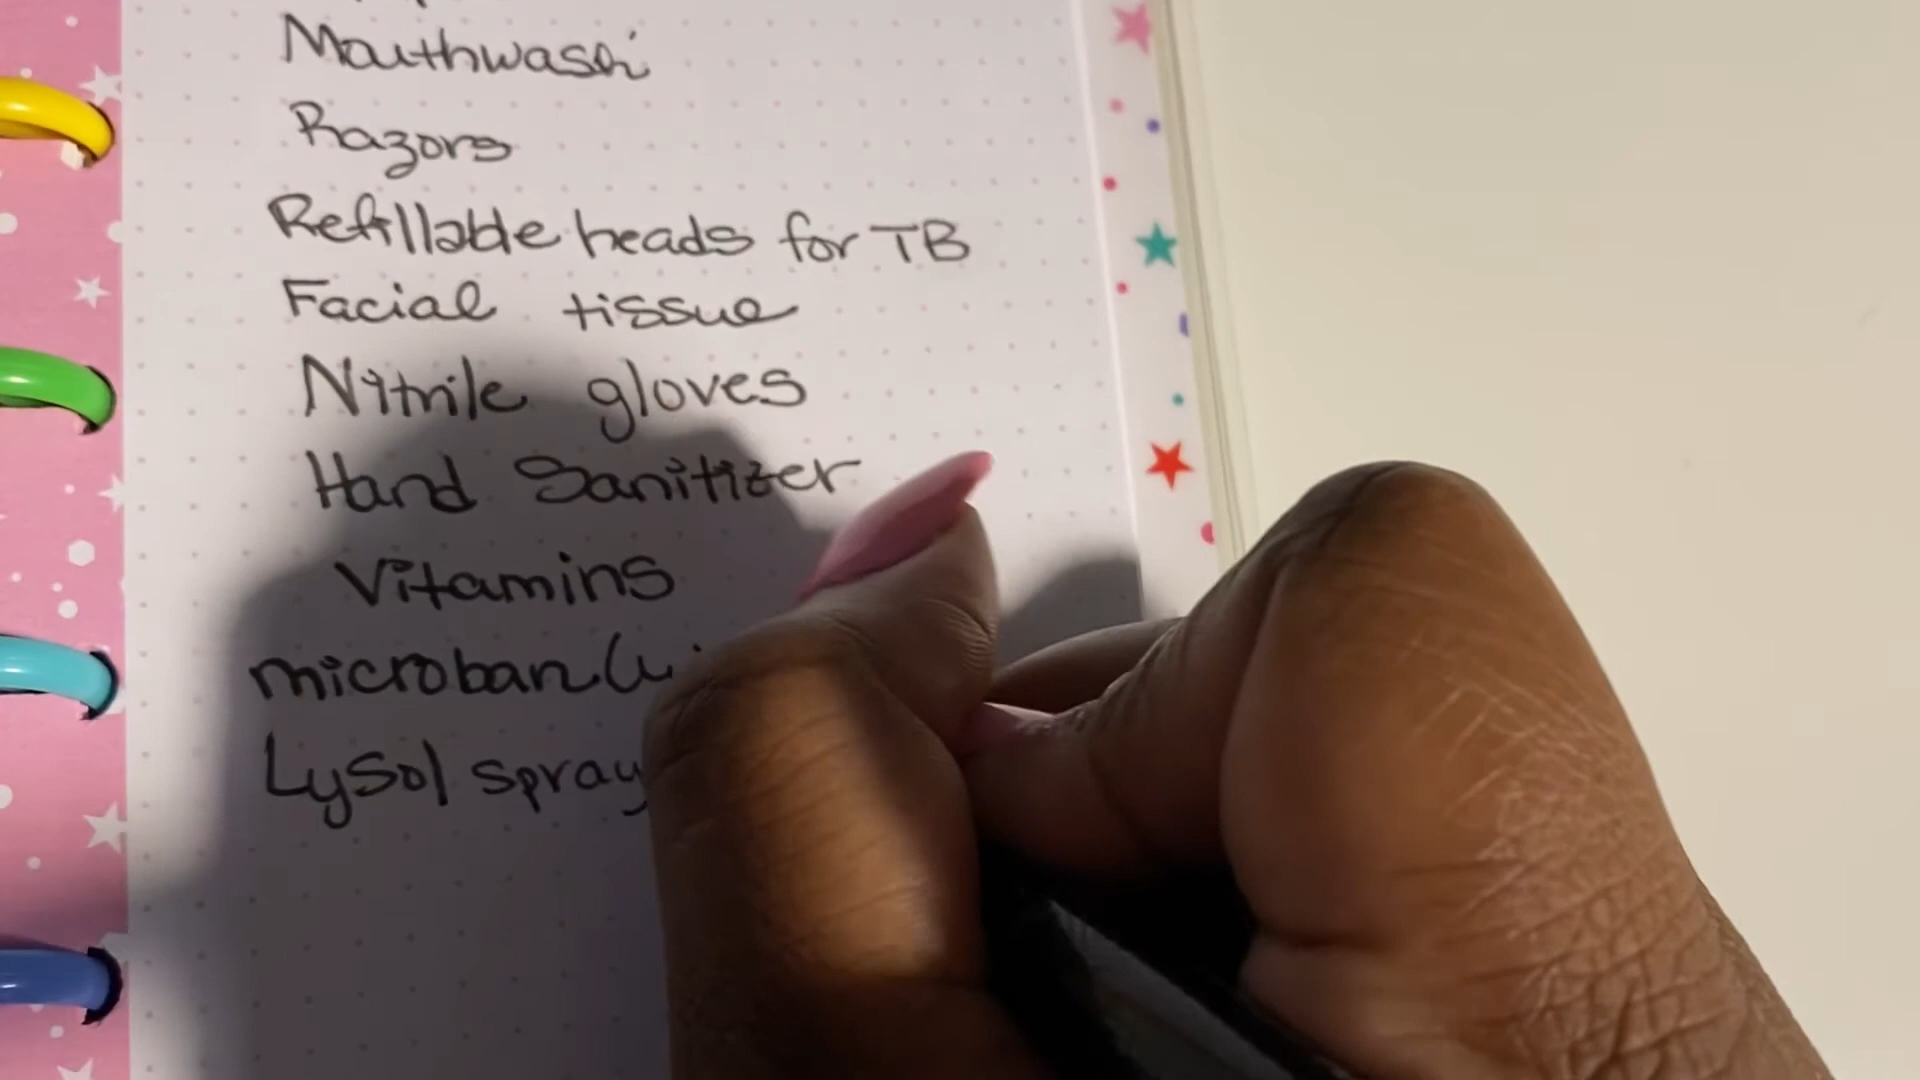 Mouthwash
Razors
Refillable heads for TB
Facial tissue
Nitrile gloves
Hand Sanitizer
Vitamins
microban
Lysol spray